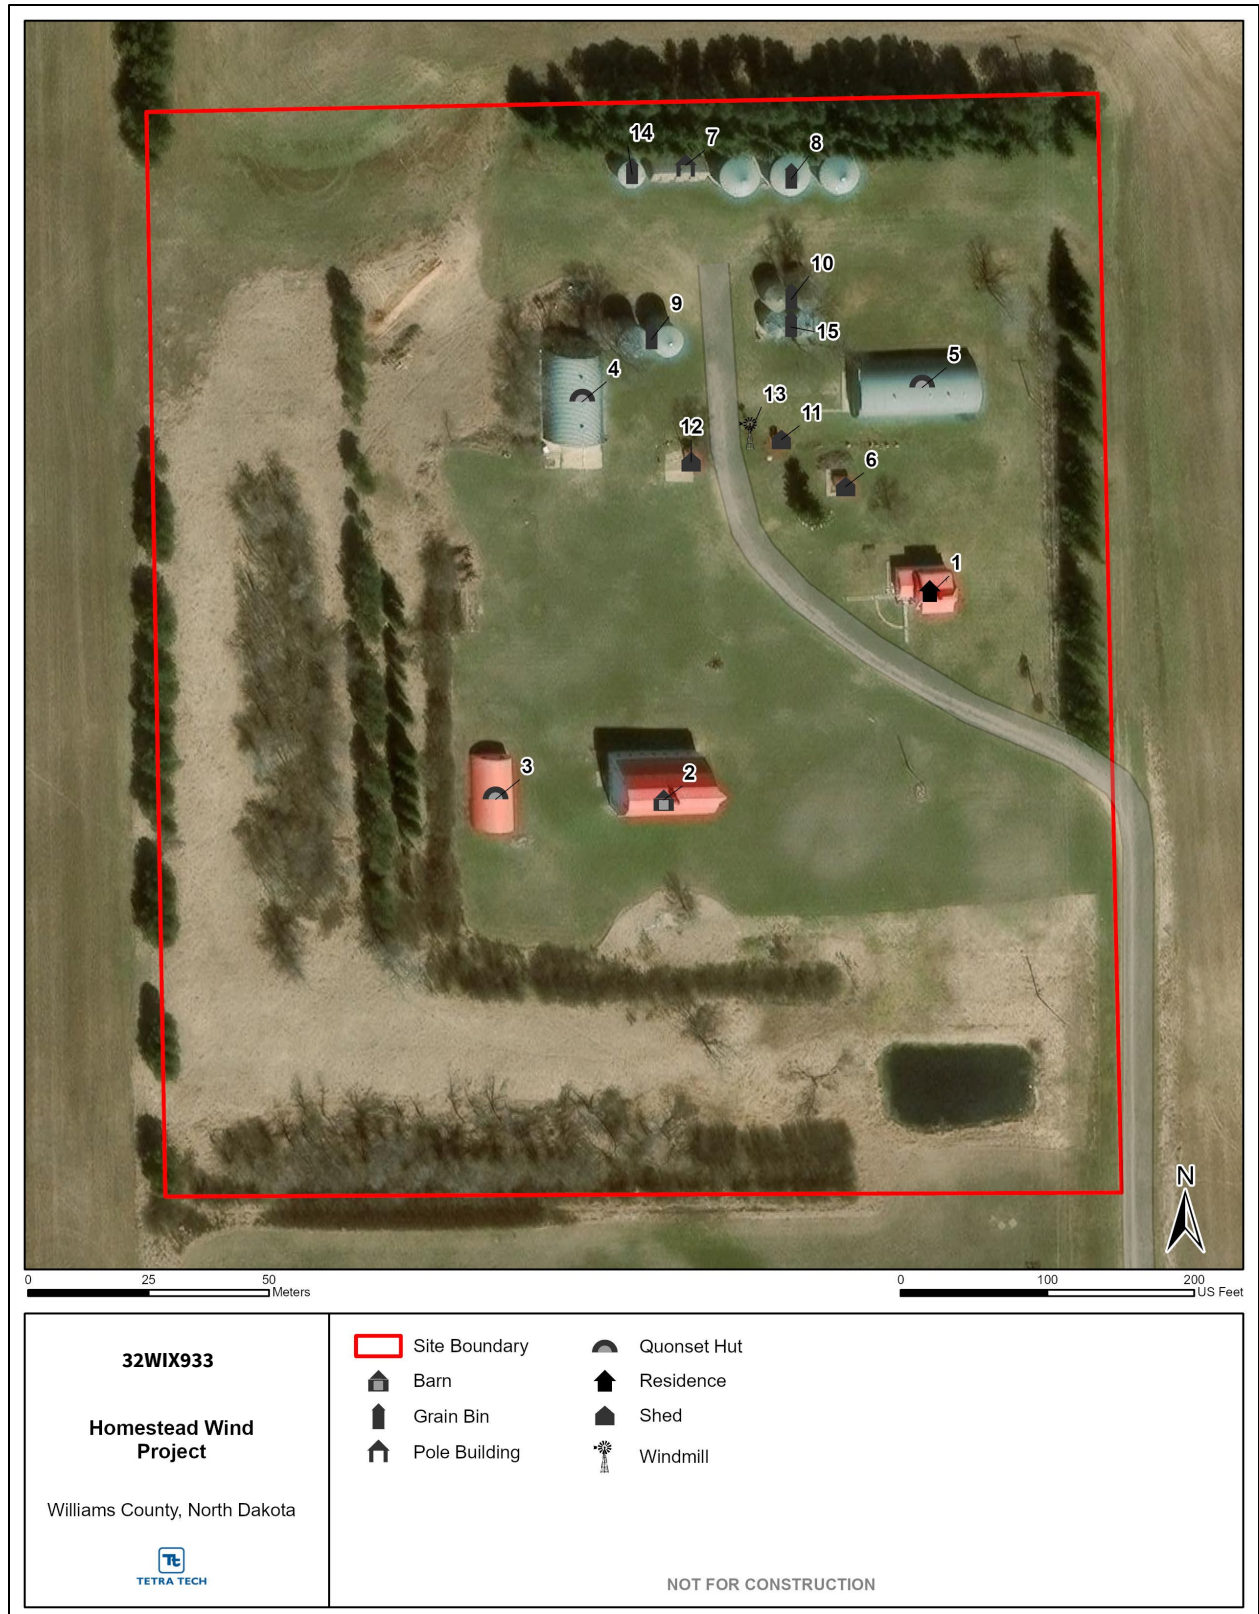 14
7
8
10
9
15
5
4
13
11
12
6
1
3
2
N
0 25 50 Meters
0 100 200 US Feet
32WIX933
Homestead Wind
Project
Williams County, North Dakota
Tt
TETRA TECH
Site Boundary
Barn
Grain Bin
Pole Building
Quonset Hut
Residence
Shed
Windmill
NOT FOR CONSTRUCTION